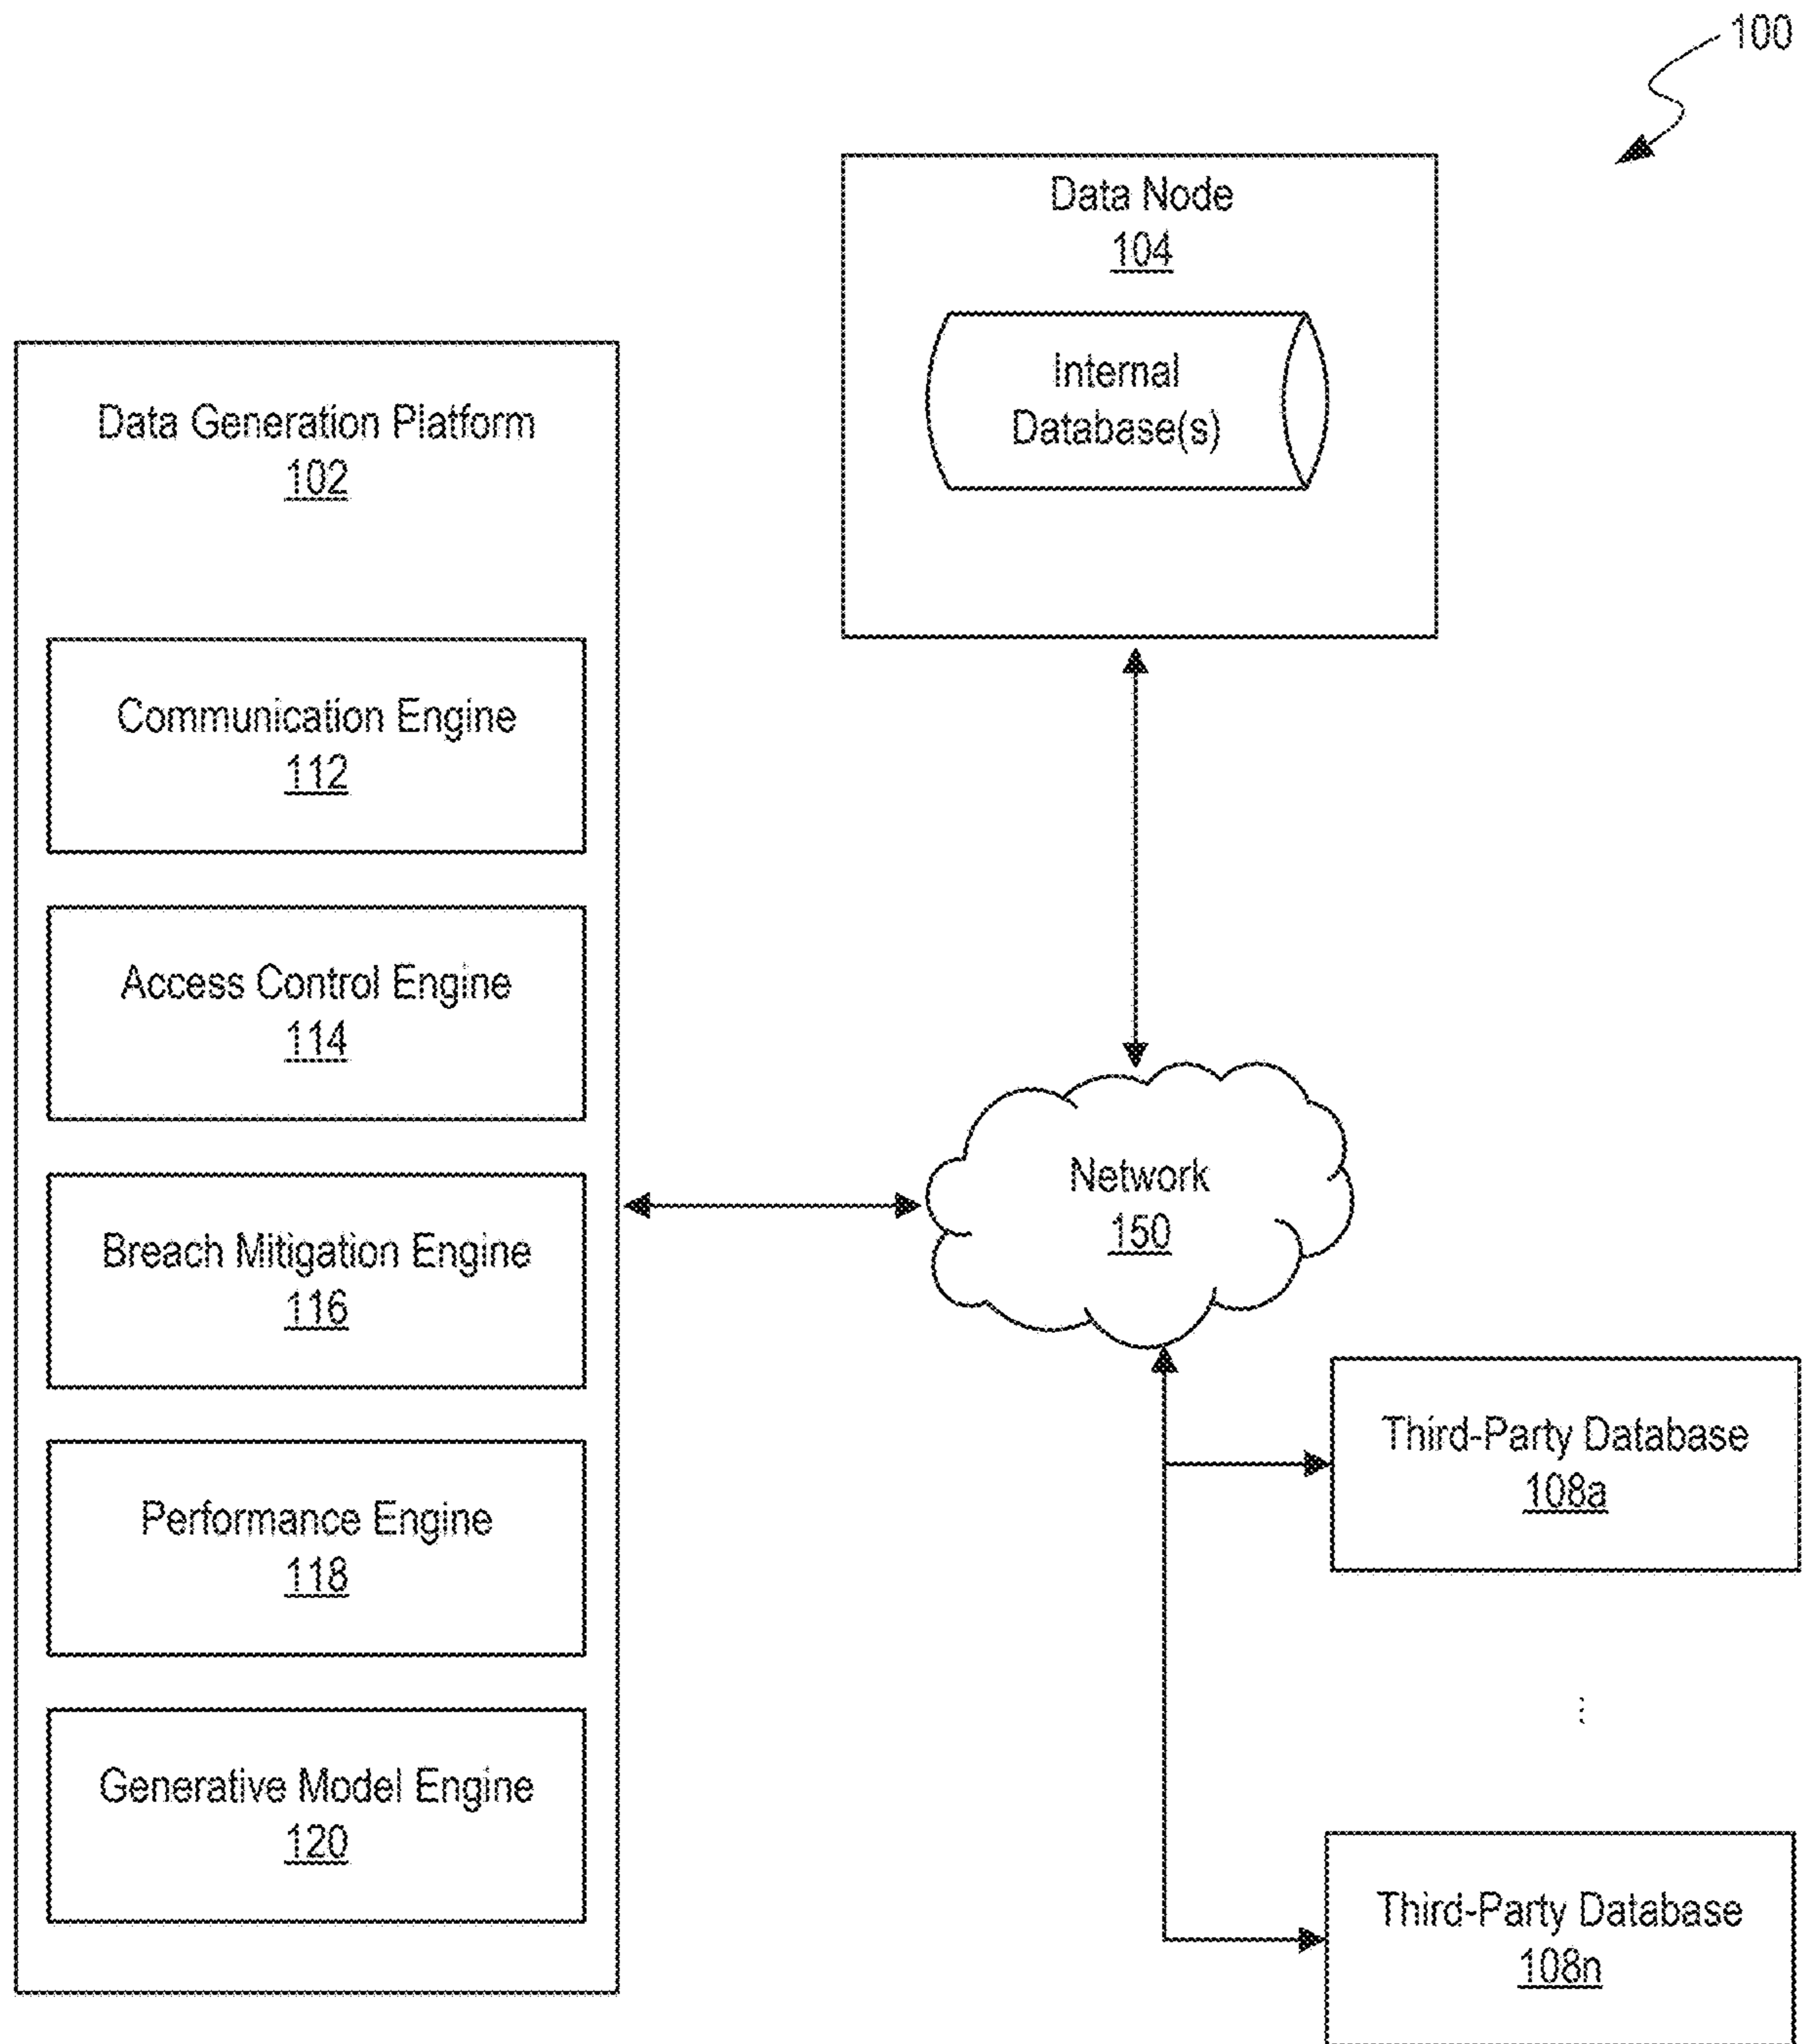 100
Data Node
104
Internal
Database(s)
Data Generation Platform
102
Communication Engine
112
Access Control Engine
114
Breach Mitigation Engine
116
Performance Engine
118
Generative Model Engine
120
Network
150
Third-Party Database
108a
⋮
Third-Party Database
108n